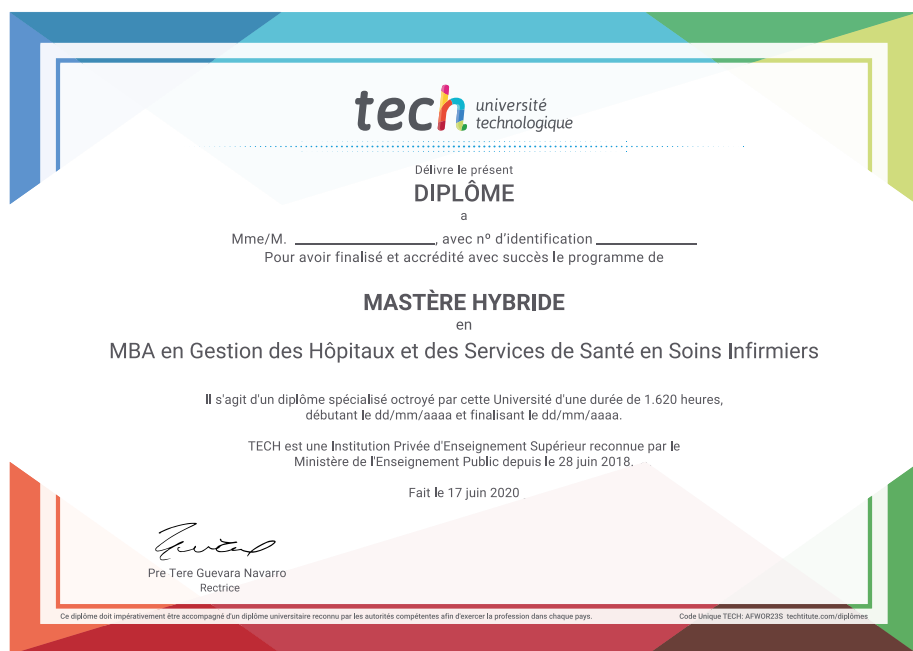 tech université
technologique
Délivre le présent
DIPLÔME
a
Mme/M. ____________________, avec nº d'identification ______________
Pour avoir finalisé et accrédité avec succès le programme de
MASTÈRE HYBRIDE
en
MBA en Gestion des Hôpitaux et des Services de Santé en Soins Infirmiers
Il s'agit d'un diplôme spécialisé octroyé par cette Université d'une durée de 1.620 heures,
débutant le dd/mm/aaaa et finalisant le dd/mm/aaaa.
TECH est une Institution Privée d'Enseignement Supérieur reconnue par le
Ministère de l'Enseignement Public depuis le 28 juin 2018.
Fait le 17 juin 2020
Pre Tere Guevara Navarro
Rectrice
Ce diplôme doit impérativement être accompagné d'un diplôme universitaire reconnu par les autorités compétentes afin d'exercer la profession dans chaque pays.
Code Unique TECH: AFWOR23S techtitute.com/diplômes